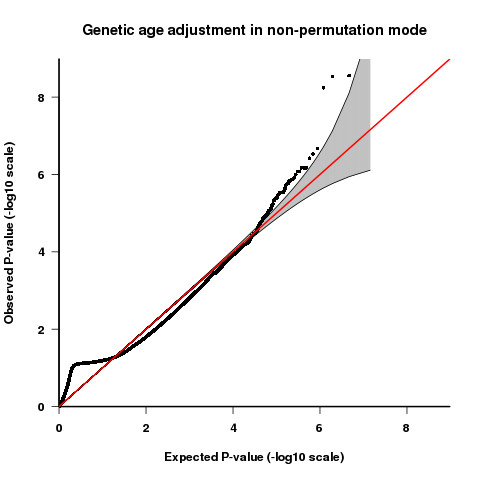 Genetic age adjustment in non-permutation mode
Observed P-value (-log10 scale)
8
6
4
2
0
0 2 4 6 8
Expected P-value (-log10 scale)